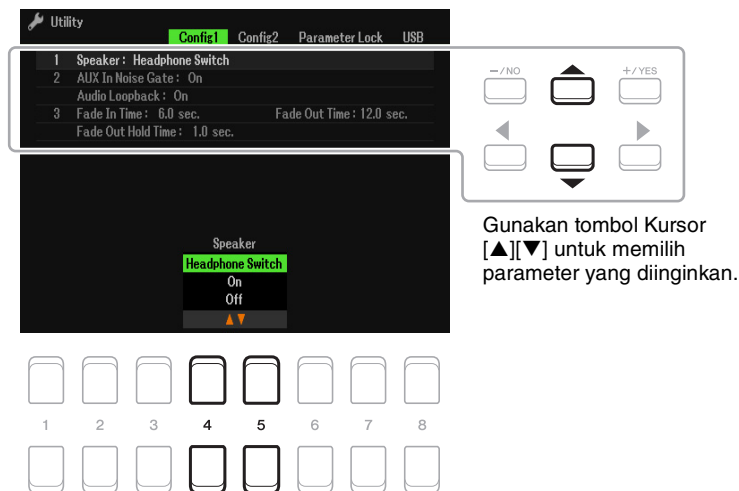 Utility
Config1 Config2 Parameter Lock USB
1 Speaker: Headphone Switch
2 AUX In Noise Gate: On
Audio Loopback: On
3 Fade In Time: 6.0 sec. Fade Out Time: 12.0 sec.
Fade Out Hold Time: 1.0 sec.
-/NO +/YES
Gunakan tombol Kursor
[▲][▼] untuk memilih
parameter yang diinginkan.
Speaker
Headphone Switch
On
Off
1 2 3 4 5 6 7 8